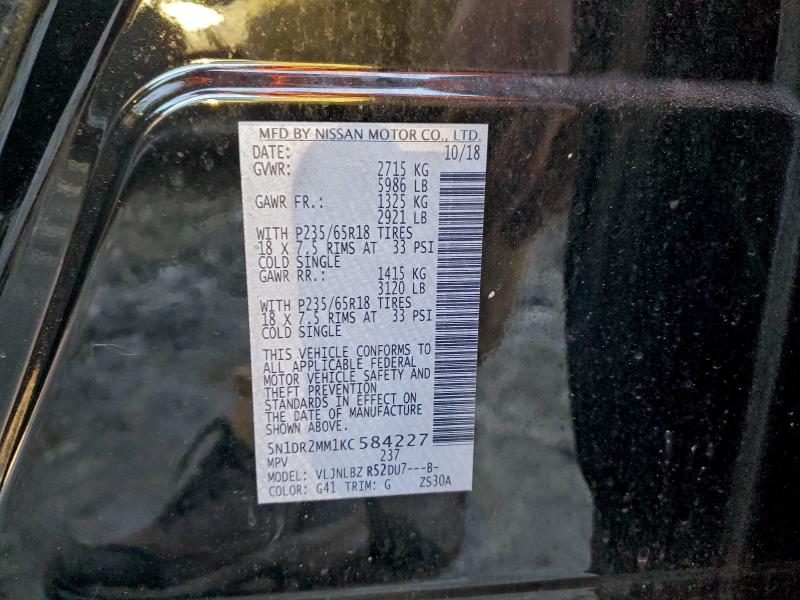 MFD BY NISSAN MOTOR CO., LTD.
DATE: 10/18
GVWR: 2715 KG
5986 LB
GAWR FR.: 1325 KG
2921 LB
WITH P235/65R18 TIRES
18 X 7.5 RIMS AT 33 PSI
COLD SINGLE
GAWR RR.: 1415 KG
3120 LB
WITH P235/65R18 TIRES
18 X 7.5 RIMS AT 33 PSI
COLD SINGLE
THIS VEHICLE CONFORMS TO
ALL APPLICABLE FEDERAL
MOTOR VEHICLE SAFETY AND
THEFT PREVENTION
STANDARDS IN EFFECT ON
THE DATE OF MANUFACTURE
SHOWN ABOVE.
5N1DR2MM1KC584227
MPV 237
MODEL: VLJNLBZ R52DU7---B-
COLOR: G41 TRIM: G ZS30A